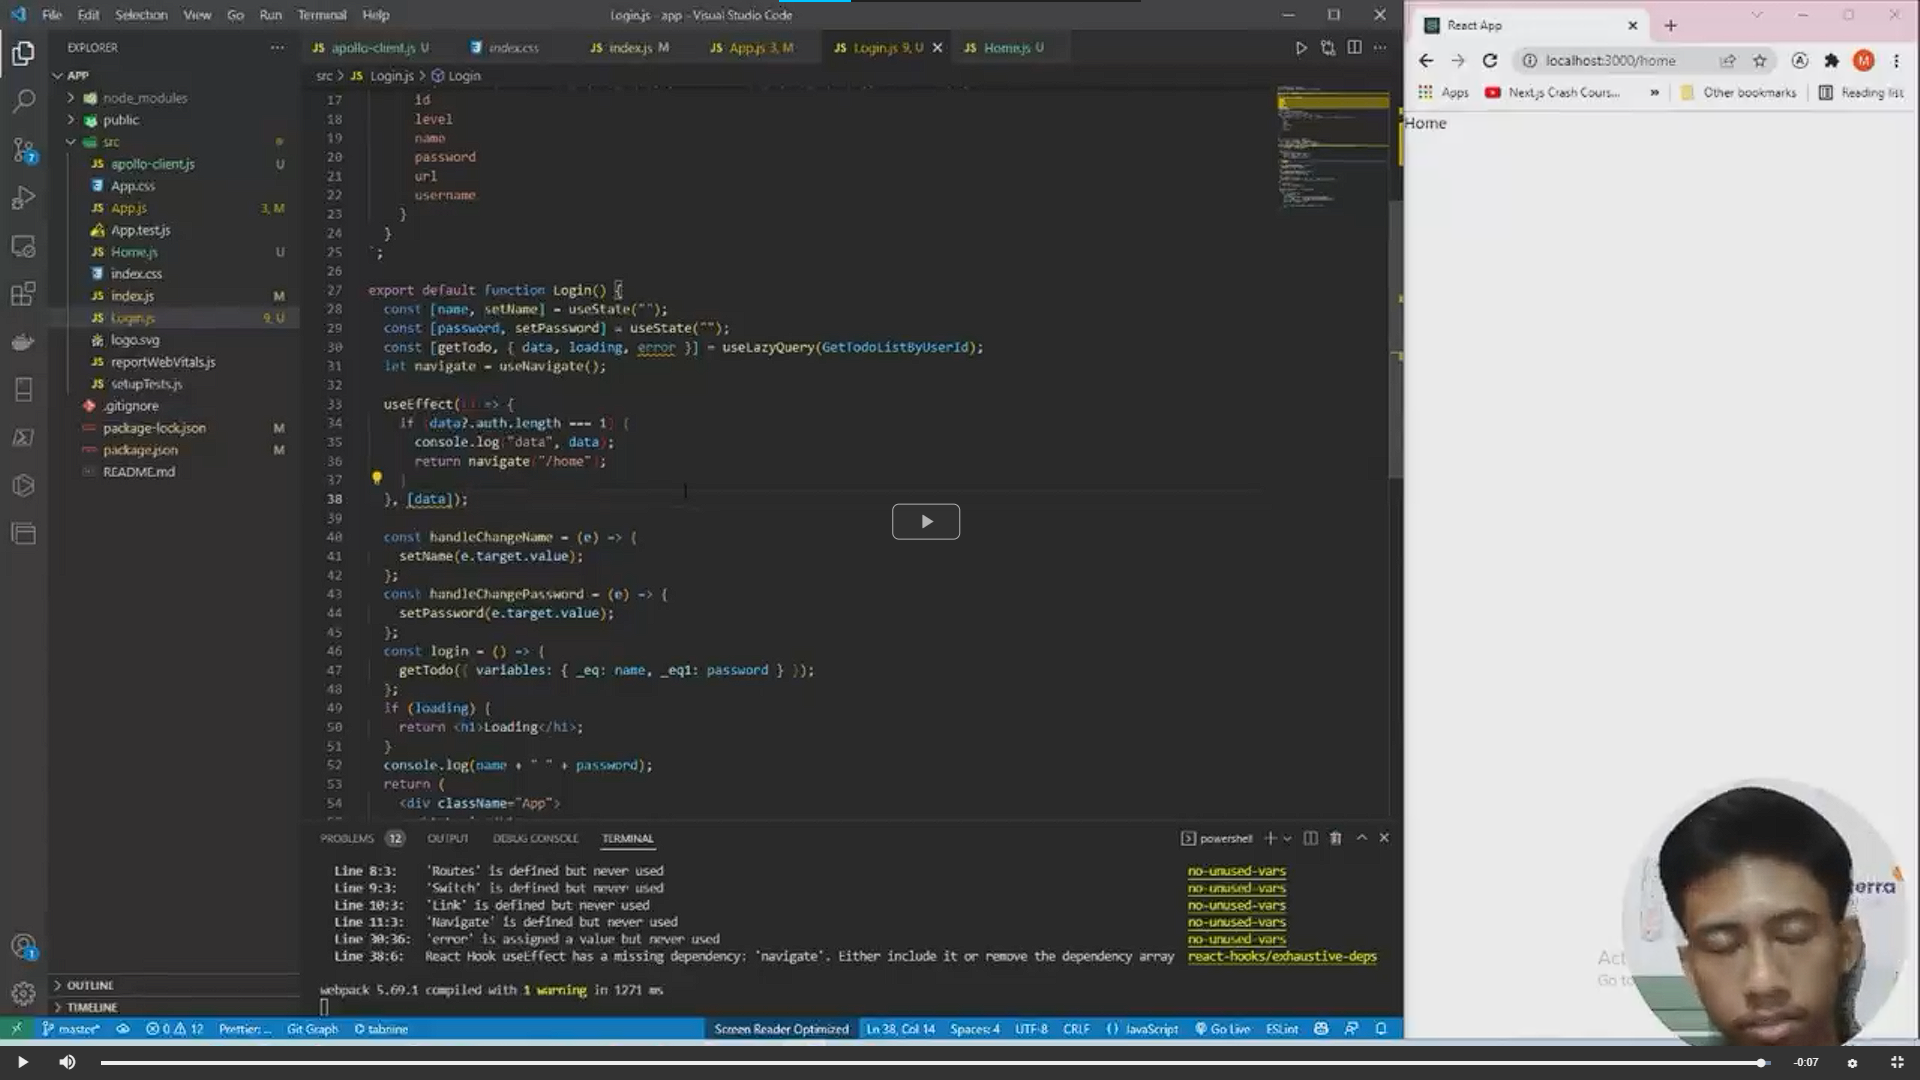 File Edit Selection View Go Run Terminal Help
Login.js - app - Visual Studio Code
React App
EXPLORER
apollo-client.js U
index.css
index.js M
App.js 3, M
Login.js 9, U
Home.js U
localhost:3000/home
M
APP
src > JS Login.js > Login
Apps
Next.js Crash Cours...
»
Other bookmarks
Reading list
Home
node_modules
public
src
apollo-client.js U
App.css
App.js 3, M
App.test.js
Home.js U
index.css
index.js M
Login.js 9, U
logo.svg
reportWebVitals.js
setupTests.js
.gitignore
package-lock.json M
package.json M
README.md
17 id
18 level
19 name
20 password
21 url
22 username
23 }
24 }
25 `;
26
27 export default function Login() {
28 const [name, setName] = useState("");
29 const [password, setPassword] = useState("");
30 const [getTodo, { data, loading, error }] = useLazyQuery(GetTodoListByUserId);
31 let navigate = useNavigate();
32
33 useEffect(() => {
34 if (data?.auth.length === 1) {
35 console.log("data", data);
36 return navigate("/home");
37 }
38 }, [data]);
39
40 const handleChangeName = (e) => {
41 setName(e.target.value);
42 };
43 const handleChangePassword = (e) => {
44 setPassword(e.target.value);
45 };
46 const login = () => {
47 getTodo({ variables: { _eq: name, _eq1: password } });
48 };
49 if (loading) {
50 return <h1>Loading</h1>;
51 }
52 console.log(name + " " + password);
53 return (
54 <div className="App">
PROBLEMS 12 OUTPUT DEBUG CONSOLE TERMINAL
powershell
Line 8:3: 'Routes' is defined but never used no-unused-vars
Line 9:3: 'Switch' is defined but never used no-unused-vars
Line 10:3: 'Link' is defined but never used no-unused-vars
Line 11:3: 'Navigate' is defined but never used no-unused-vars
Line 30:36: 'error' is assigned a value but never used no-unused-vars
Line 38:6: React Hook useEffect has a missing dependency: 'navigate'. Either include it or remove the dependency array react-hooks/exhaustive-deps
webpack 5.69.1 compiled with 1 warning in 1271 ms
OUTLINE
TIMELINE
master* 0 12 Prettier: ... Git Graph tabnine
Screen Reader Optimized Ln 38, Col 14 Spaces: 4 UTF-8 CRLF {} JavaScript Go Live ESLint
erra
Act
Go to
-0:07